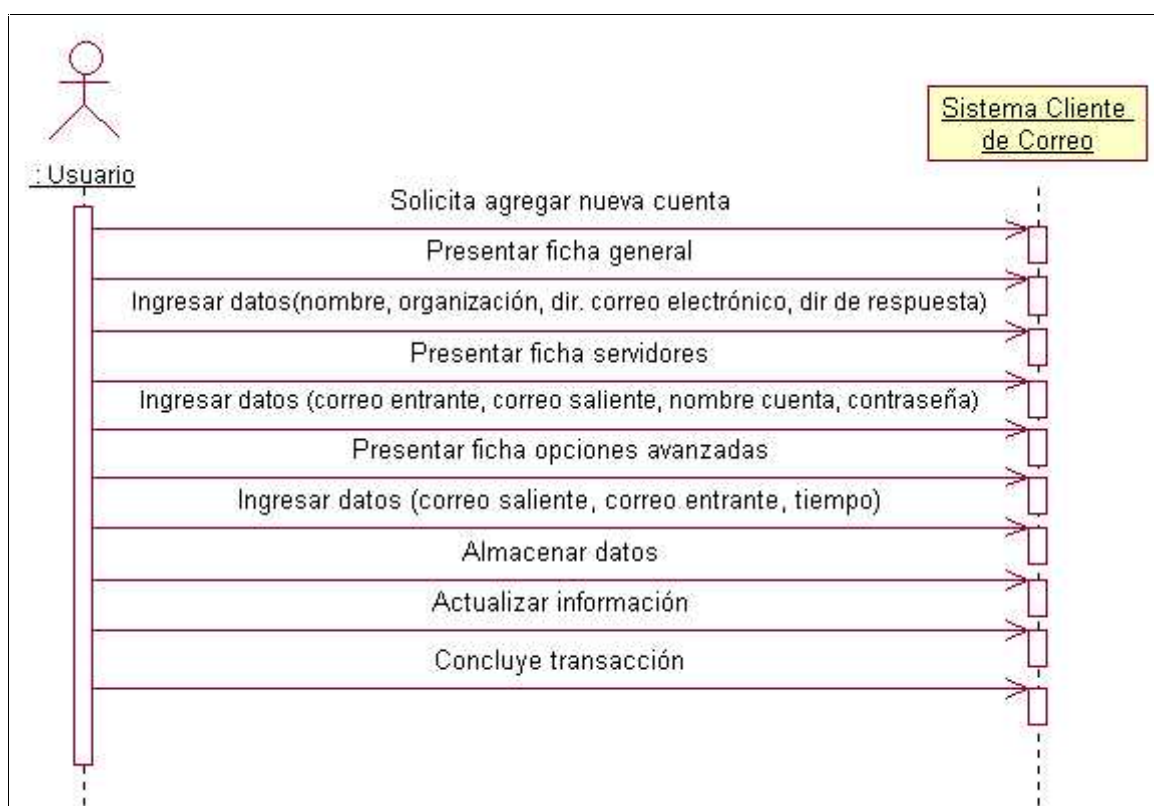 Sistema Cliente
de Correo
: Usuario
Solicita agregar nueva cuenta
Presentar ficha general
Ingresar datos(nombre, organización, dir. correo electrónico, dir de respuesta)
Presentar ficha servidores
Ingresar datos (correo entrante, correo saliente, nombre cuenta, contraseña)
Presentar ficha opciones avanzadas
Ingresar datos (correo saliente, correo entrante, tiempo)
Almacenar datos
Actualizar información
Concluye transacción